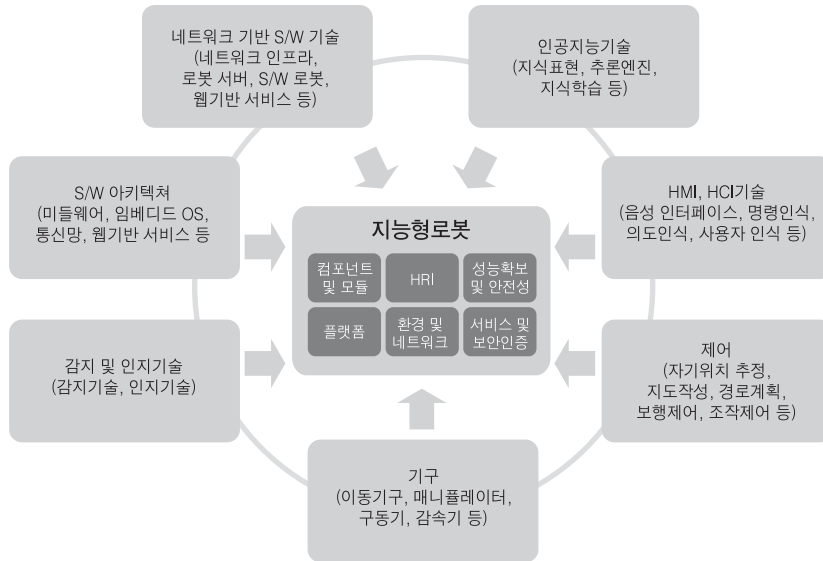 네트워크 기반 S/W 기술
(네트워크 인프라,
로봇 서버, S/W 로봇,
웹기반 서비스 등)
인공지능기술
(지식표현, 추론엔진,
지식학습 등)
S/W 아키텍쳐
(미들웨어, 임베디드 OS,
통신망, 웹기반 서비스 등
HMI, HCI기술
(음성 인터페이스, 명령인식,
의도인식, 사용자 인식 등)
지능형로봇
컴포넌트
및 모듈
HRI
성능확보
및 안전성
플랫폼
환경 및
네트워크
서비스 및
보안인증
감지 및 인지기술
(감지기술, 인지기술)
제어
(자기위치 추정,
지도작성, 경로계획,
보행제어, 조작제어 등)
기구
(이동기구, 매니퓰레이터,
구동기, 감속기 등)